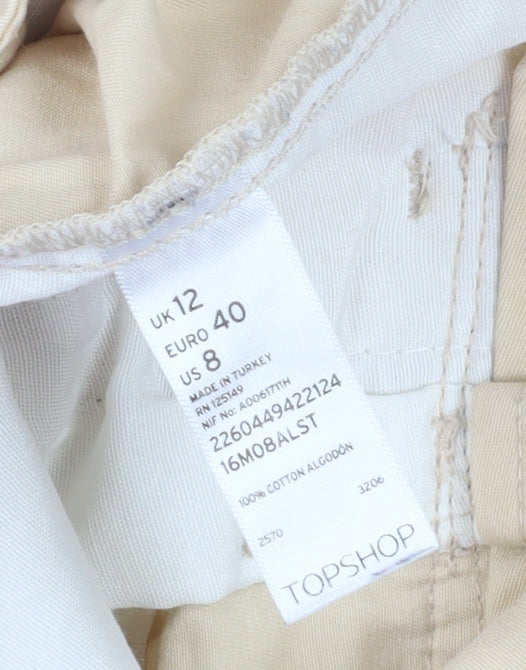 UK 12
EURO 40
US 8
MADE IN TURKEY
RN 125149
NIF No: A0061771H
2260449422124
16M08ALST
100% COTTON ALGODÓN
2570 3206
TOPSHOP